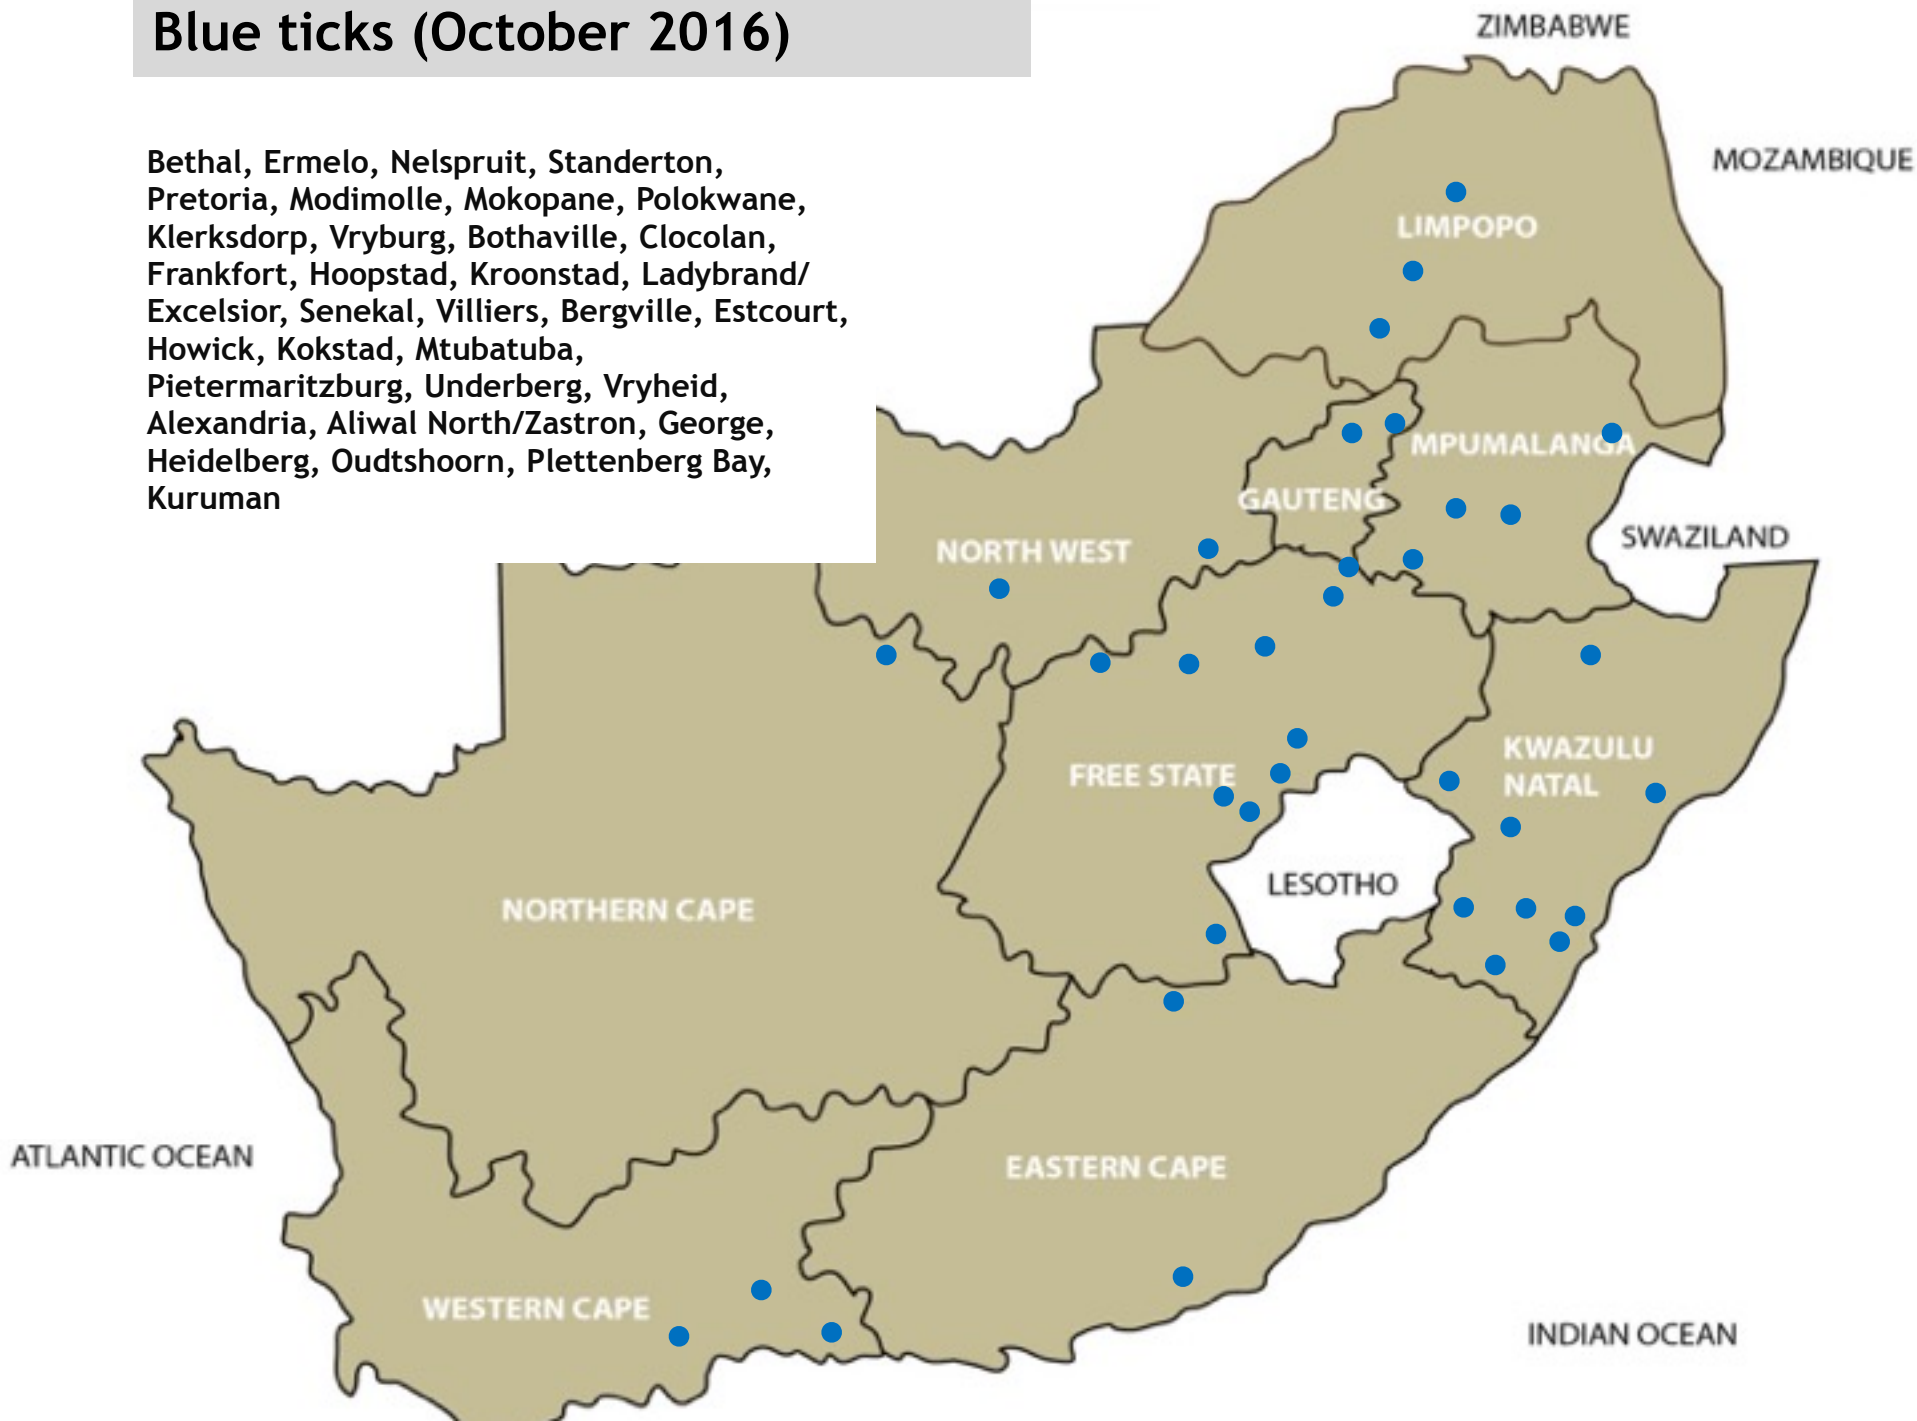 Blue ticks (October 2016)
Bethal, Ermelo, Nelspruit, Standerton,
Pretoria, Modimolle, Mokopane, Polokwane,
Klerksdorp, Vryburg, Bothaville, Clocolan,
Frankfort, Hoopstad, Kroonstad, Ladybrand/
Excelsior, Senekal, Villiers, Bergville, Estcourt,
Howick, Kokstad, Mtubatuba,
Pietermaritzburg, Underberg, Vryheid,
Alexandria, Aliwal North/Zastron, George,
Heidelberg, Oudtshoorn, Plettenberg Bay,
Kuruman
ZIMBABWE
MOZAMBIQUE
LIMPOPO
MPUMALANGA
GAUTENG
SWAZILAND
NORTH WEST
KWAZULU
NATAL
FREE STATE
LESOTHO
NORTHERN CAPE
ATLANTIC OCEAN
EASTERN CAPE
WESTERN CAPE
INDIAN OCEAN